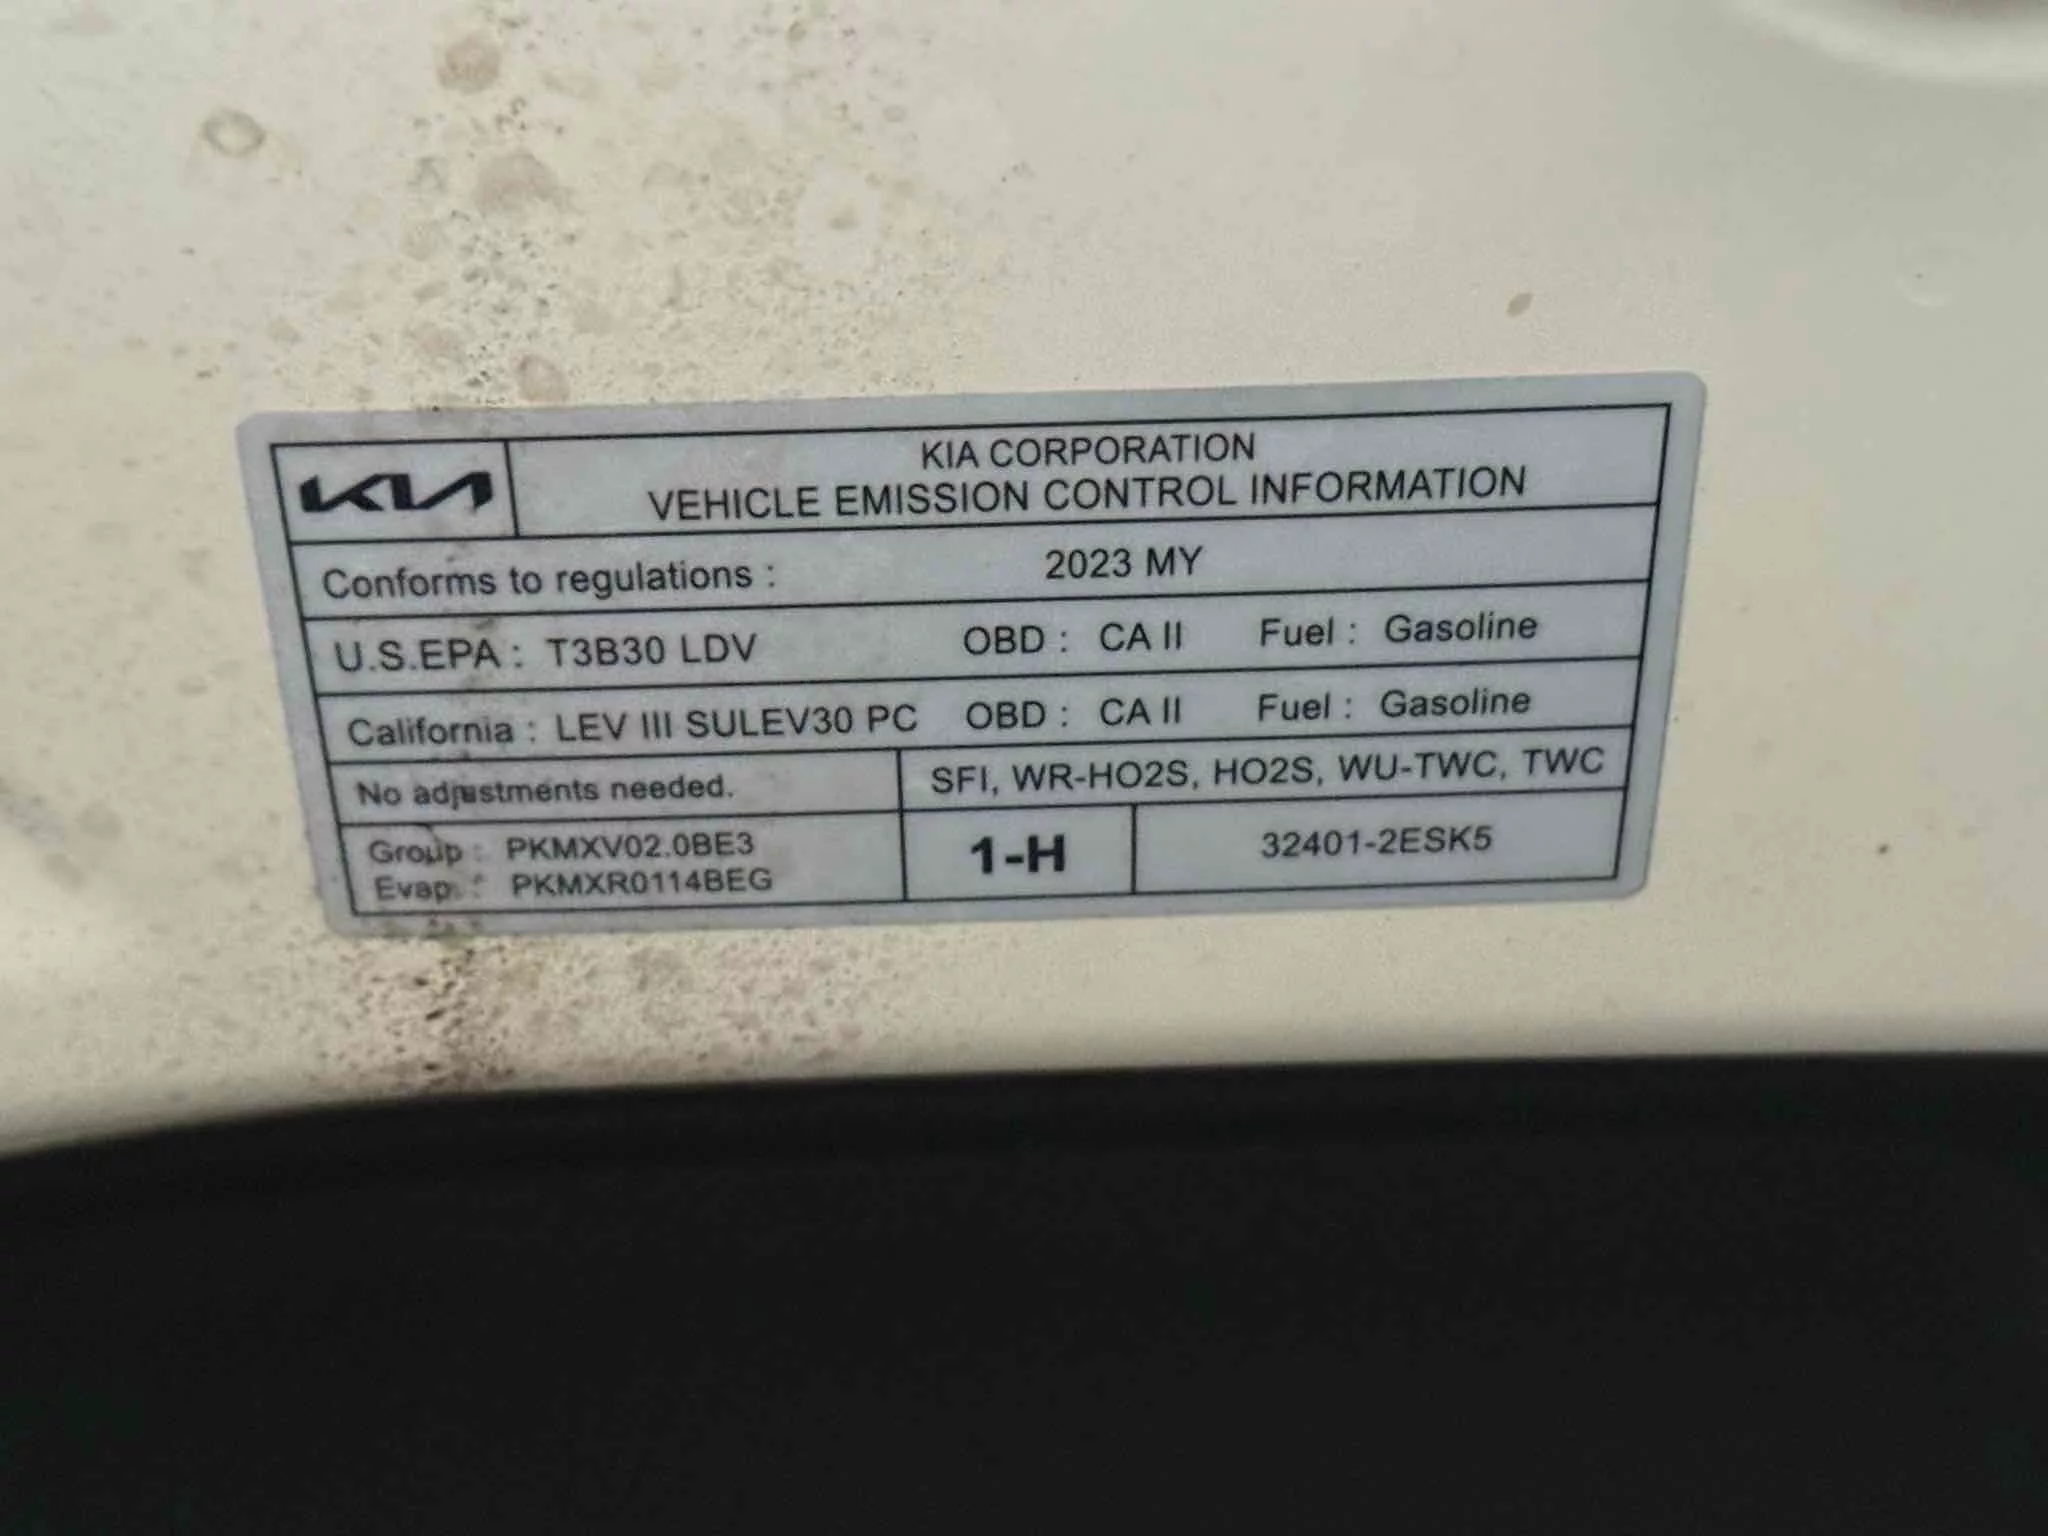 KIA
KIA CORPORATION
VEHICLE EMISSION CONTROL INFORMATION
Conforms to regulations : 2023 MY
U.S.EPA : T3B30 LDV OBD : CA II Fuel : Gasoline
California : LEV III SULEV30 PC OBD : CA II Fuel : Gasoline
No adjustments needed. SFI, WR-HO2S, HO2S, WU-TWC, TWC
Group : PKMXV02.0BE3
Evap. : PKMXR0114BEG
1-H
32401-2ESK5